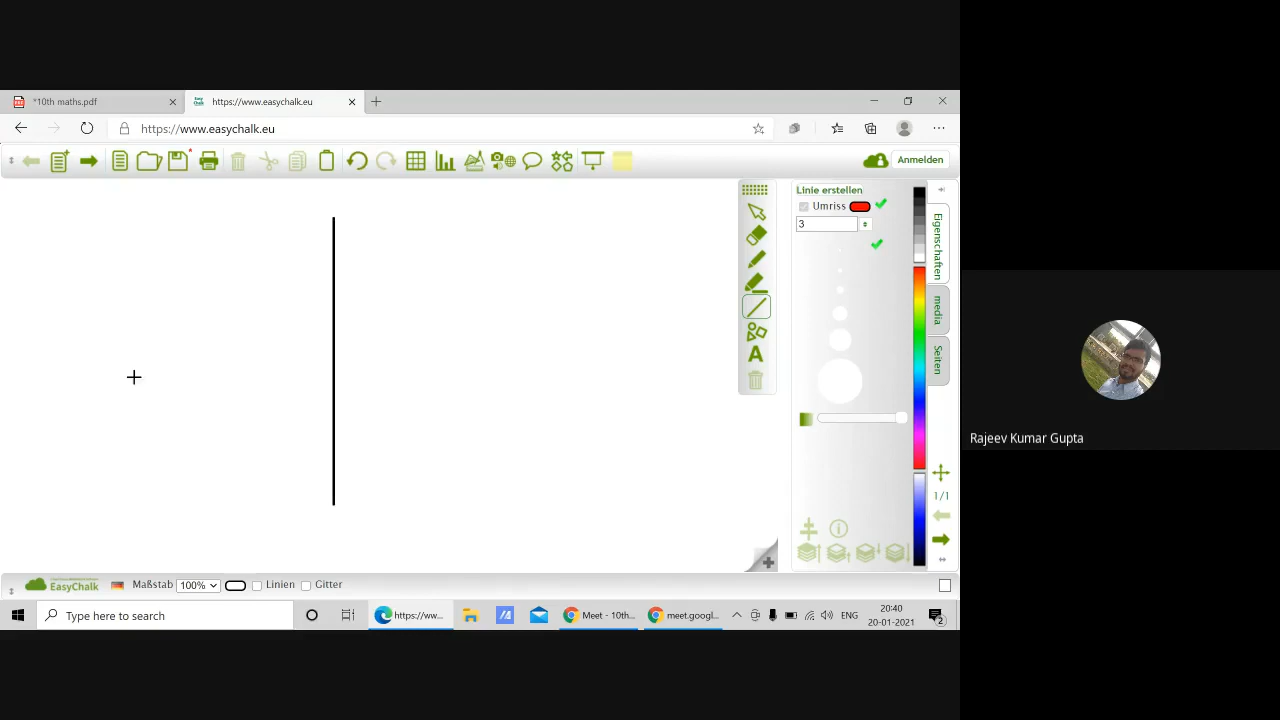 *10th maths.pdf
https://www.easychalk.eu
https://www.easychalk.eu
Anmelden
Linie erstellen
Umriss
3
Eigenschaften
media
Seiten
A
1/1
Rajeev Kumar Gupta
EasyChalk
Maßstab 100% Linien Gitter
Type here to search
https://ww...
Meet - 10th...
meet.googl...
ENG
20:40
20-01-2021
2